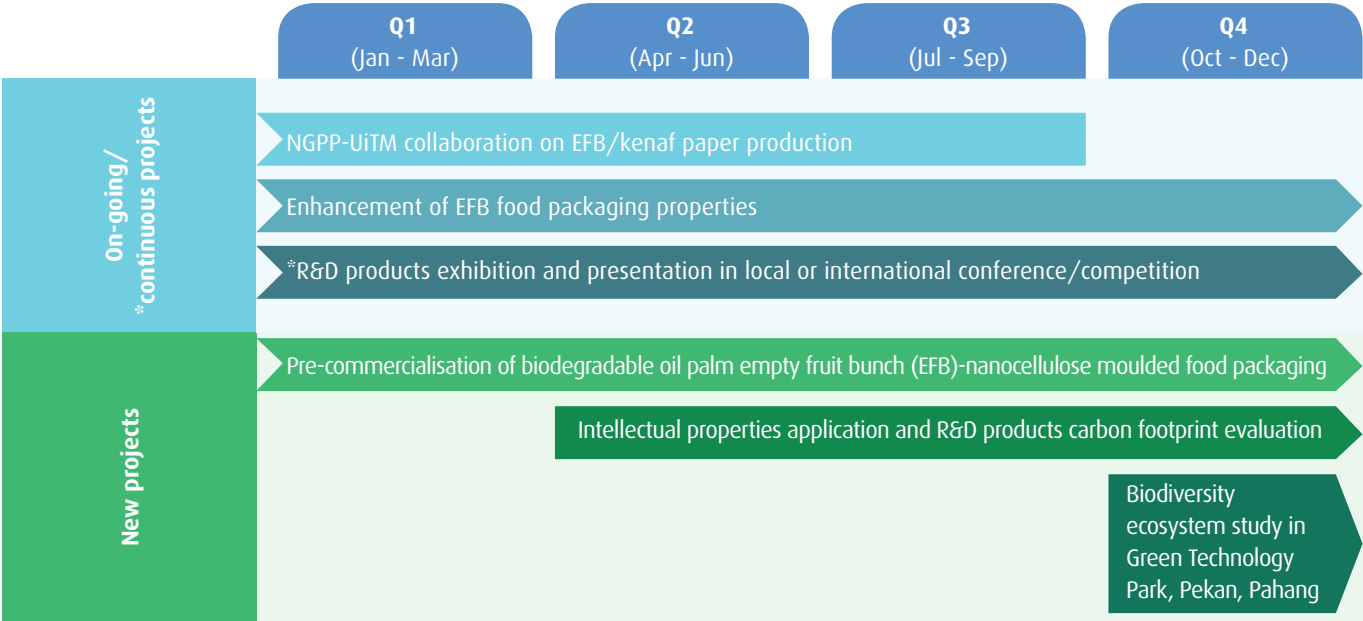 Q1
(Jan - Mar)
Q2
(Apr - Jun)
Q3
(Jul - Sep)
Q4
(Oct - Dec)
On-going/
*continuous projects
NGPP-UiTM collaboration on EFB/kenaf paper production
Enhancement of EFB food packaging properties
*R&D products exhibition and presentation in local or international conference/competition
New projects
Pre-commercialisation of biodegradable oil palm empty fruit bunch (EFB)-nanocellulose moulded food packaging
Intellectual properties application and R&D products carbon footprint evaluation
Biodiversity
ecosystem study in
Green Technology
Park, Pekan, Pahang